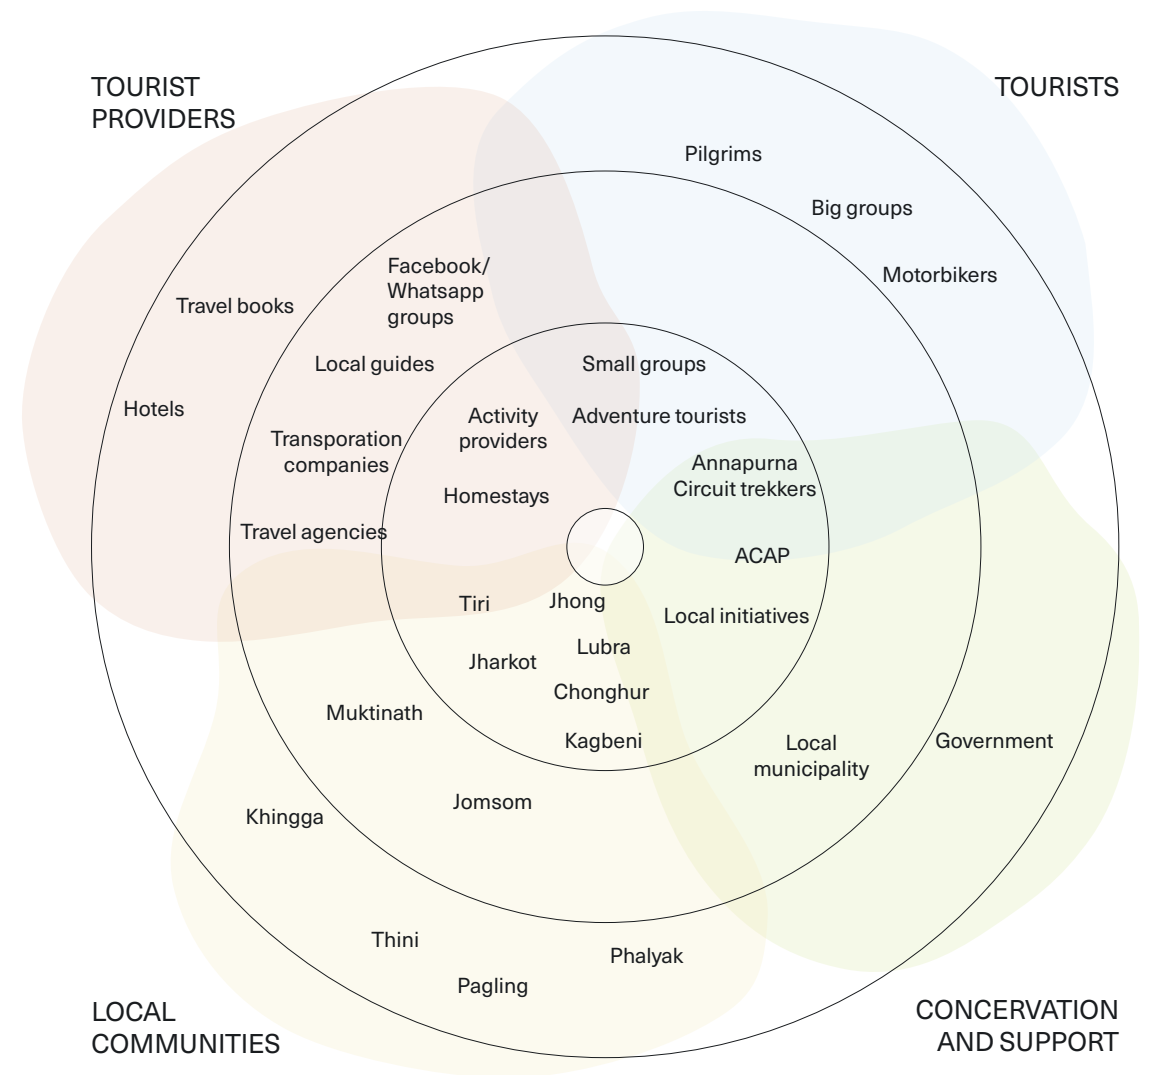 TOURIST
PROVIDERS
TOURISTS
Pilgrims
Big groups
Motorbikers
Facebook/
Whatsapp
groups
Travel books
Local guides
Hotels
Transporation
companies
Travel agencies
Small groups
Adventure tourists
Activity
providers
Annapurna
Circuit trekkers
Homestays
ACAP
Local initiatives
Tiri
Jhong
Lubra
Jharkot
Chonghur
Kagbeni
Muktinath
Local
municipality
Government
Jomsom
Khingga
Thini
Phalyak
Pagling
LOCAL
COMMUNITIES
CONCERVATION
AND SUPPORT